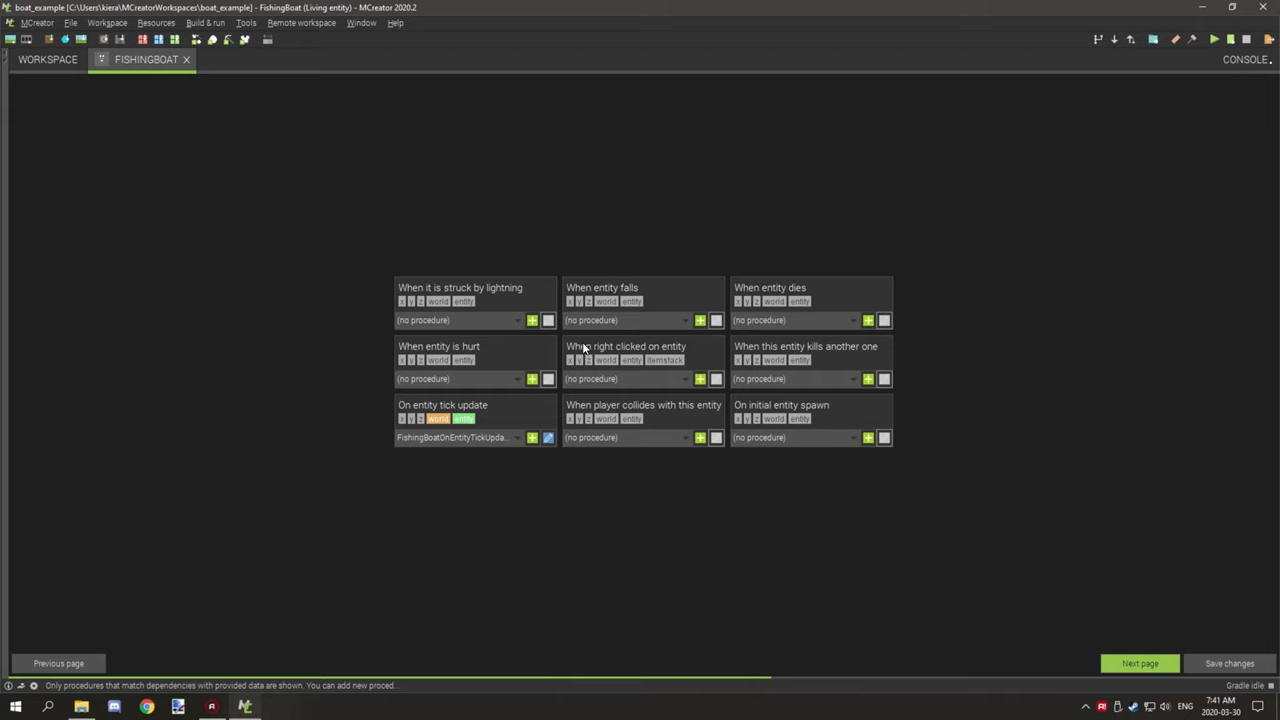 boat_example [C:\Users\kiera\MCreatorWorkspaces\boat_example] - FishingBoat (Living entity) - MCreator 2020.2
MCreator File Workspace Resources Build & run Tools Remote workspace Window Help
WORKSPACE FISHINGBOAT CONSOLE
When it is struck by lightning When entity falls When entity dies
x y z world entity x y z world entity x y z world entity
(no procedure) (no procedure) (no procedure)
When entity is hurt When right clicked on entity When this entity kills another one
x y z world entity x y z world entity itemstack x y z world entity
(no procedure) (no procedure) (no procedure)
On entity tick update When player collides with this entity On initial entity spawn
x y z world entity x y z world entity x y z world entity
FishingBoatOnEntityTickUpda... (no procedure) (no procedure)
Previous page Next page Save changes
Only procedures that match dependencies with provided data are shown. You can add new proced... Gradle idle
ENG 7:41 AM
2020-03-30